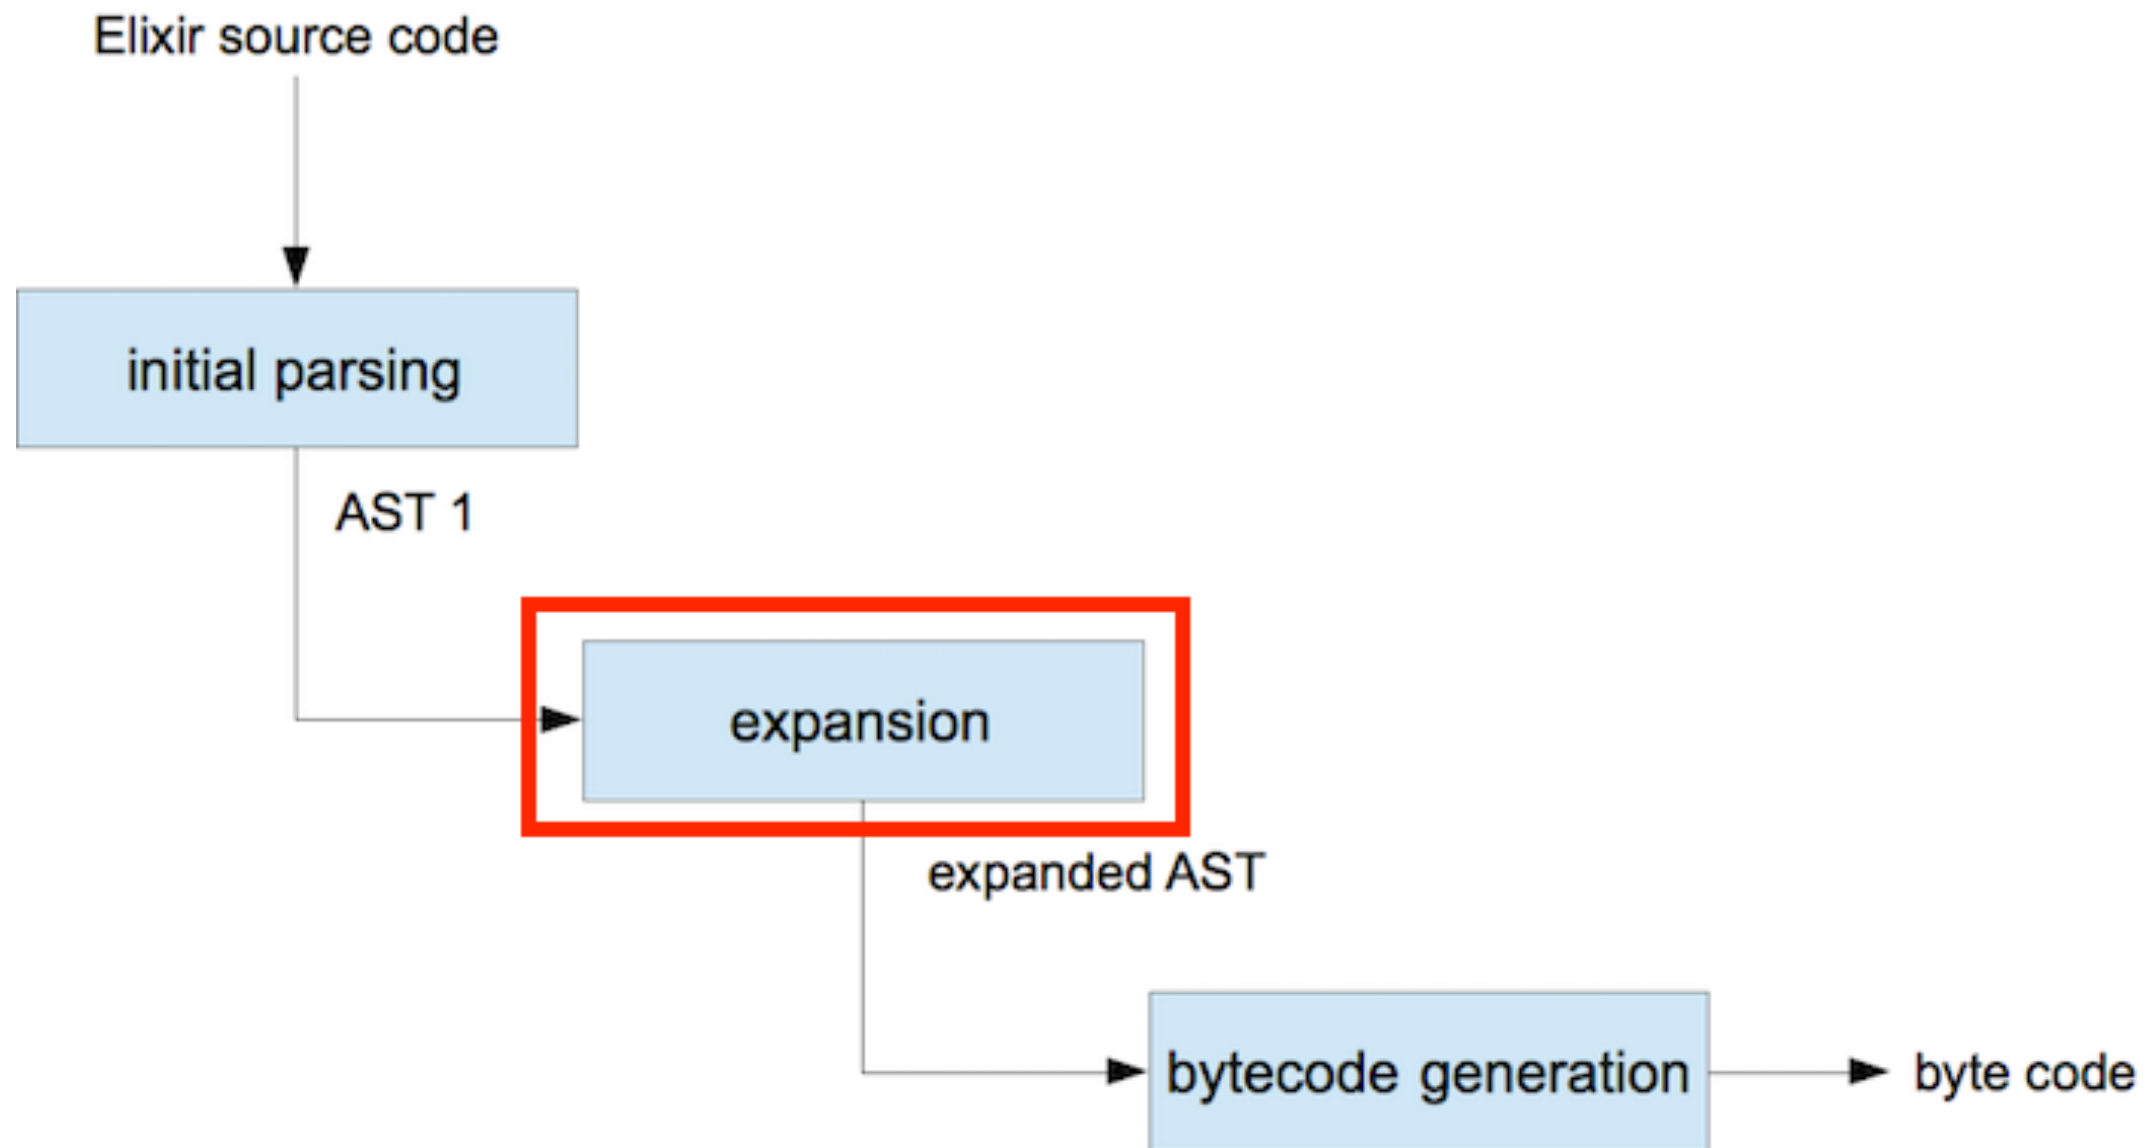 Elixir source code
initial parsing
AST 1
expansion
expanded AST
bytecode generation
byte code